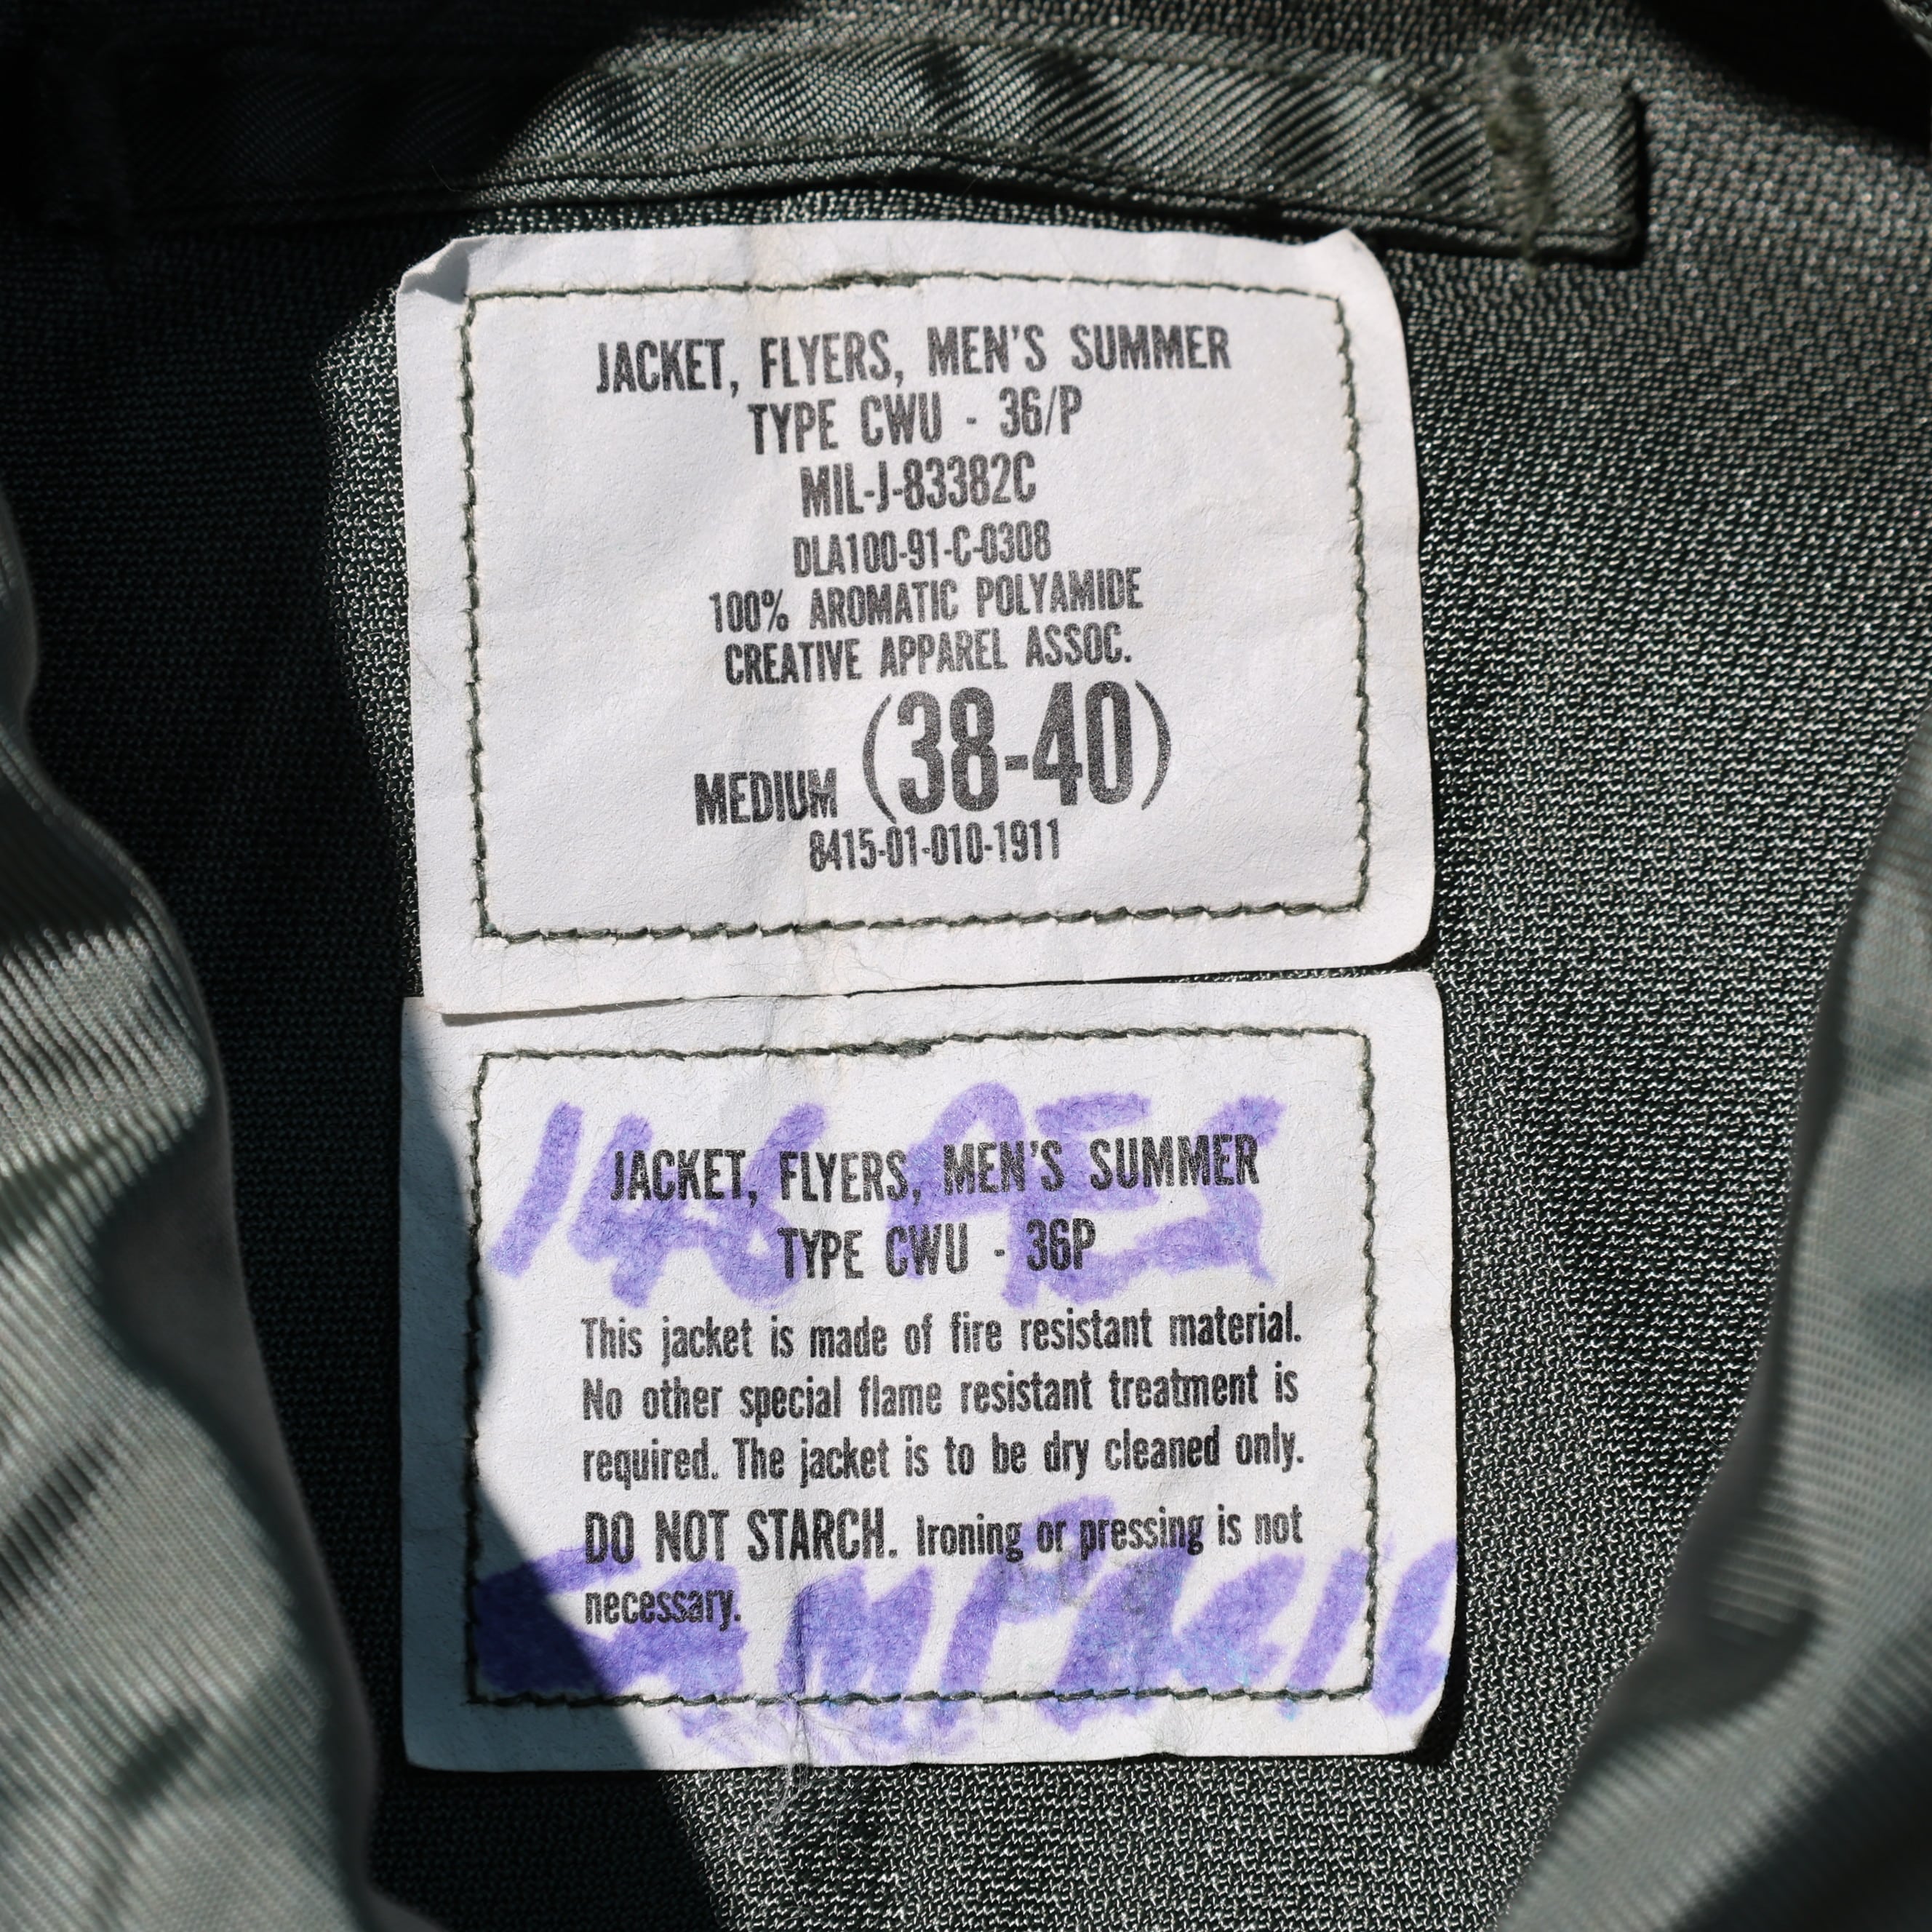 JACKET, FLYERS, MEN'S SUMMER
TYPE CWU - 36/P
MIL-J-83382C
DLA100-91-C-0308
100% AROMATIC POLYAMIDE
CREATIVE APPAREL ASSOC.
MEDIUM (38-40)
8415-01-010-1911
JACKET, FLYERS, MEN'S SUMMER
TYPE CWU - 36P
This jacket is made of fire resistant material.
No other special flame resistant treatment is
required. The jacket is to be dry cleaned only.
DO NOT STARCH. Ironing or pressing is not
necessary.